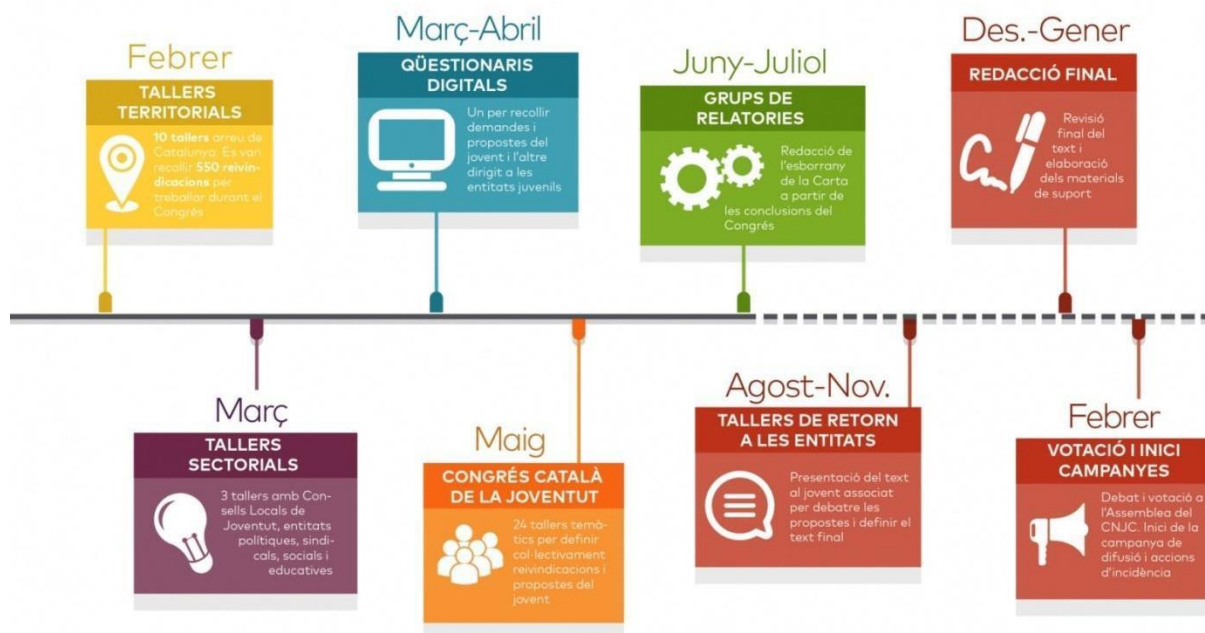 Febrer
TALLERS
TERRITORIALS
10 tallers arreu de
Catalunya. Es van
recollir 550 reivin-
dicacions per
treballar durant el
Congrés
Març-Abril
QÜESTIONARIS
DIGITALS
Un per recollir
demandes i
propostes del
jovent i l'altre
dirigit a les
entitats juvenils
Juny-Juliol
GRUPS DE
RELATORIES
Redacció de
l'esborrany
de la Carta
a partir de
les conclusions del
Congrés
Des.-Gener
REDACCIÓ FINAL
Revisió
final del
text i
elaboració
dels materials
de suport
Març
TALLERS
SECTORIALS
3 tallers amb Con-
sells Locals de
Joventut, entitats
polítiques, sindi-
cals, socials i
educatives
Maig
CONGRÉS CATALÀ
DE LA JOVENTUT
24 tallers temà-
tics per definir
col·lectivament
reivindicacions i
propostes del
jovent
Agost-Nov.
TALLERS DE RETORN
A LES ENTITATS
Presentació del text
al jovent associat
per debatre les
propostes i definir el
text final
Febrer
VOTACIÓ I INICI
CAMPANYES
Debat i votació a
l'Assemblea del
CNJC. Inici de la
campanya de
difusió i accions
d'incidència